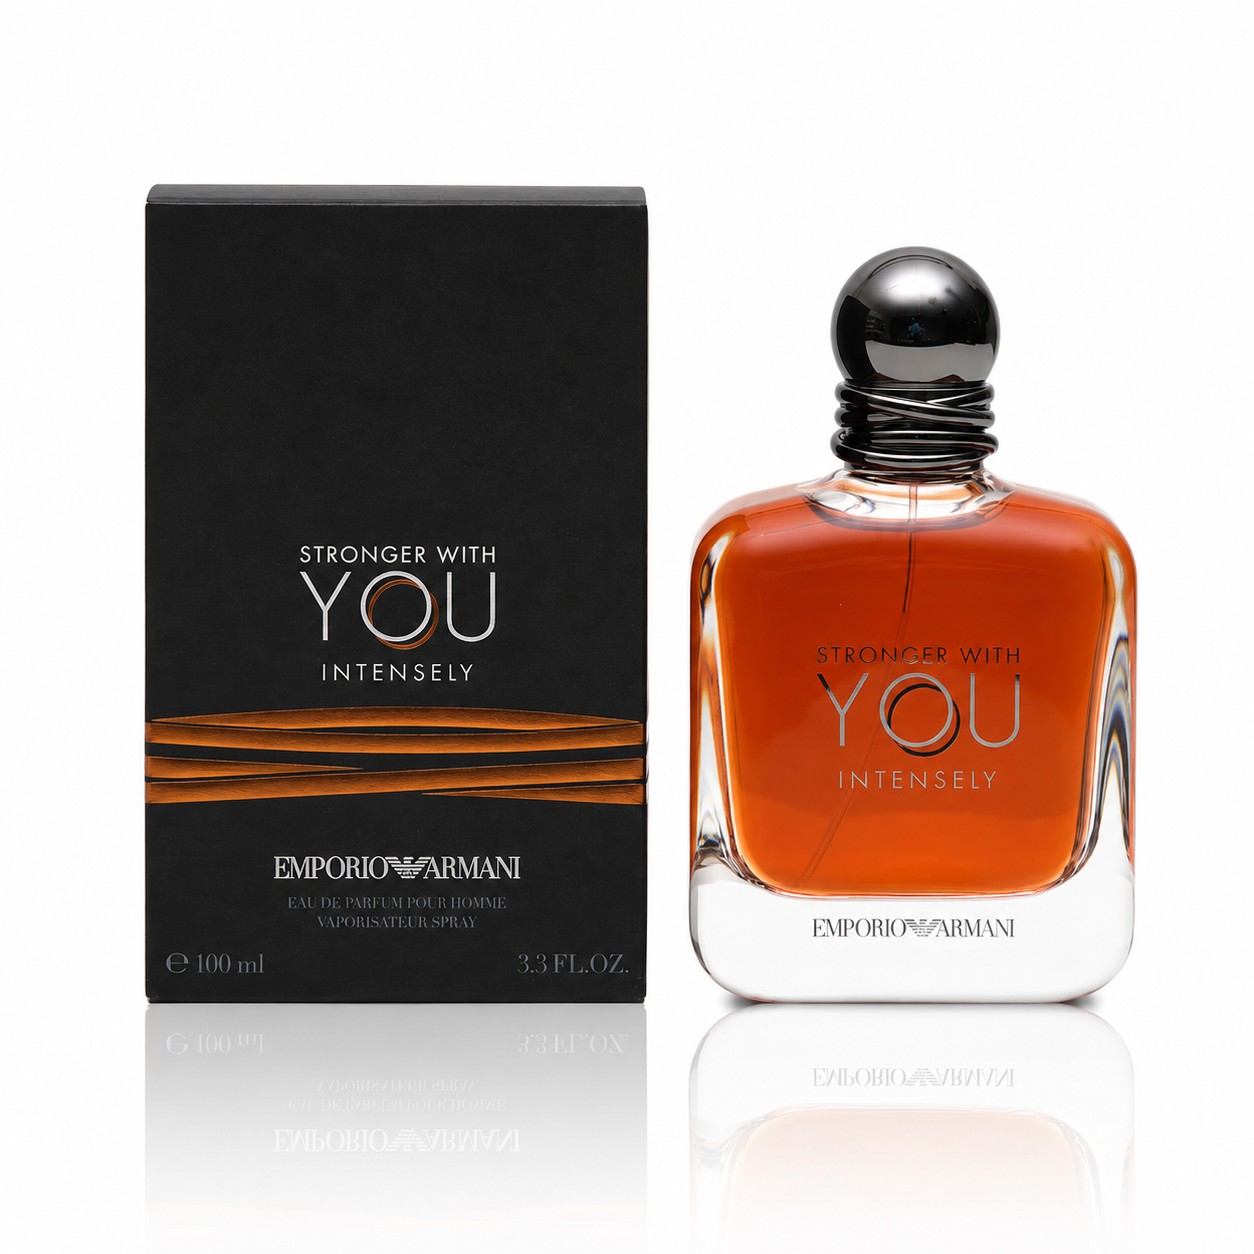 STRONGER WITH
YOU
INTENSELY
EMPORIO ARMANI
EAU DE PARFUM POUR HOMME
VAPORISATEUR SPRAY
℮ 100 ml
3.3 FL.OZ.
STRONGER WITH
YOU
INTENSELY
EMPORIO ARMANI